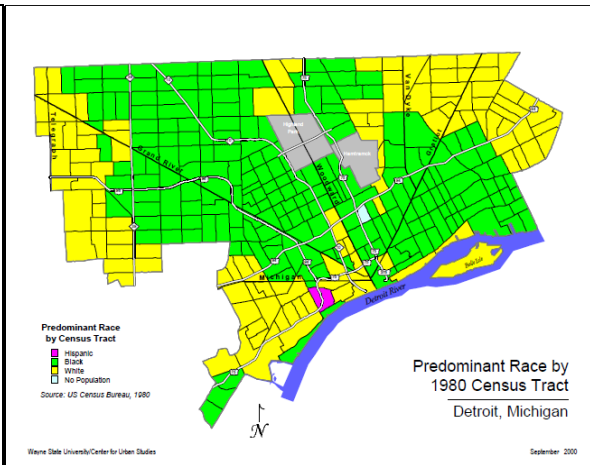 Highland
Park
Hamtramck
Telegraph
Grand River
Woodward
Van Dyke
Gratiot
Michigan
Detroit River
Belle Isle
Predominant Race
by Census Tract
Hispanic
Black
White
No Population
Source: US Census Bureau, 1980
N
Predominant Race by
1980 Census Tract
Detroit, Michigan
Wayne State University/Center for Urban Studies
September 2000